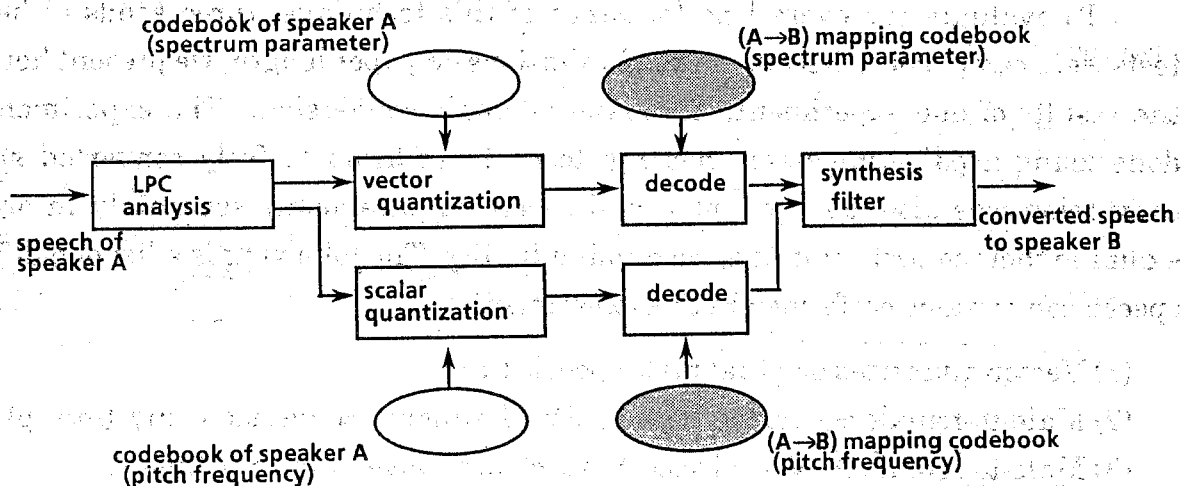 codebook of speaker A
(spectrum parameter)
(A→B) mapping codebook
(spectrum parameter)
LPC
analysis
vector
quantization
decode
synthesis
filter
speech of
speaker A
converted speech
to speaker B
scalar
quantization
decode
codebook of speaker A
(pitch frequency)
(A→B) mapping codebook
(pitch frequency)